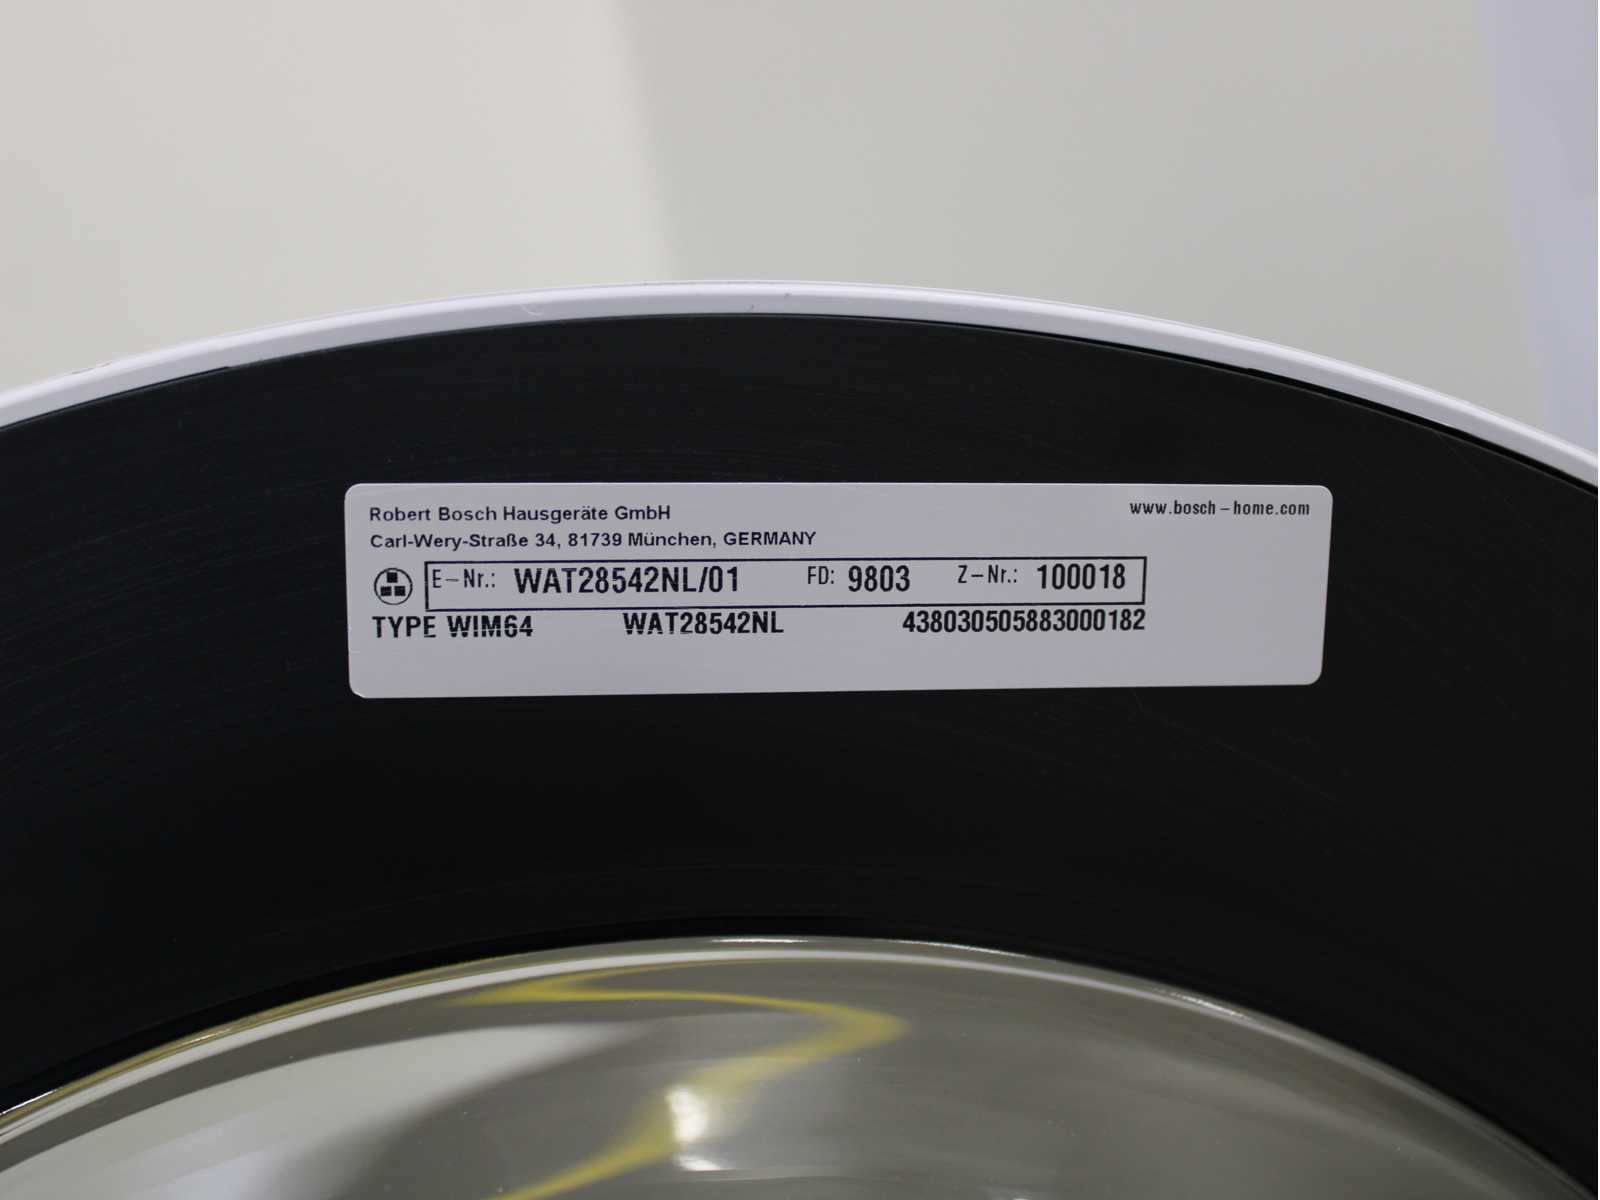 Robert Bosch Hausgeräte GmbH
www.bosch-home.com
Carl-Wery-Straße 34, 81739 München, GERMANY
E-Nr.: WAT28542NL/01 FD: 9803 Z-Nr.: 100018
TYPE WIM64 WAT28542NL 438030505883000182